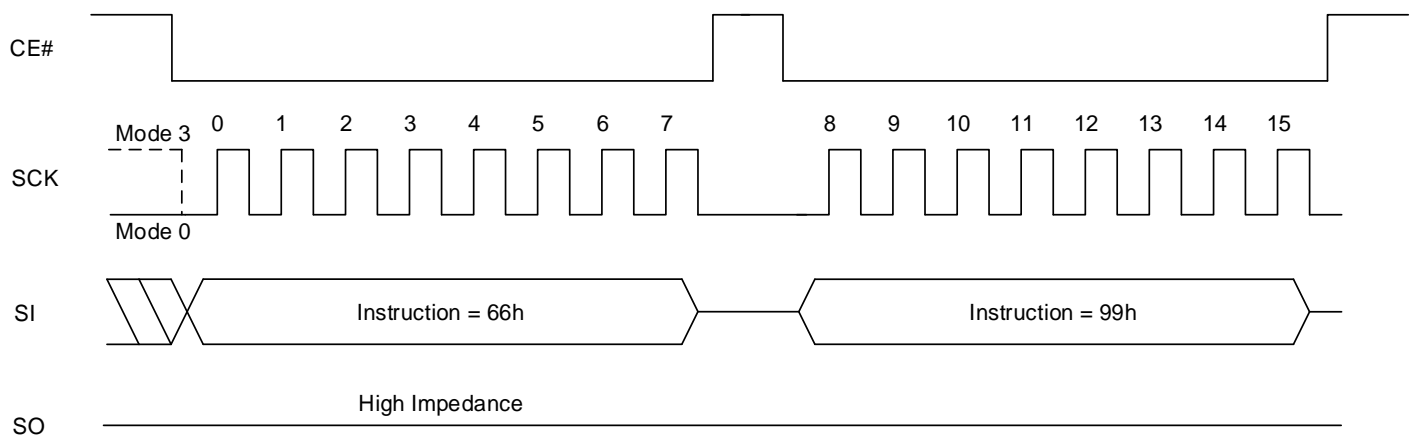 CE#
Mode 3 0 1 2 3 4 5 6 7 8 9 10 11 12 13 14 15
SCK
Mode 0
SI Instruction = 66h Instruction = 99h
High Impedance
SO